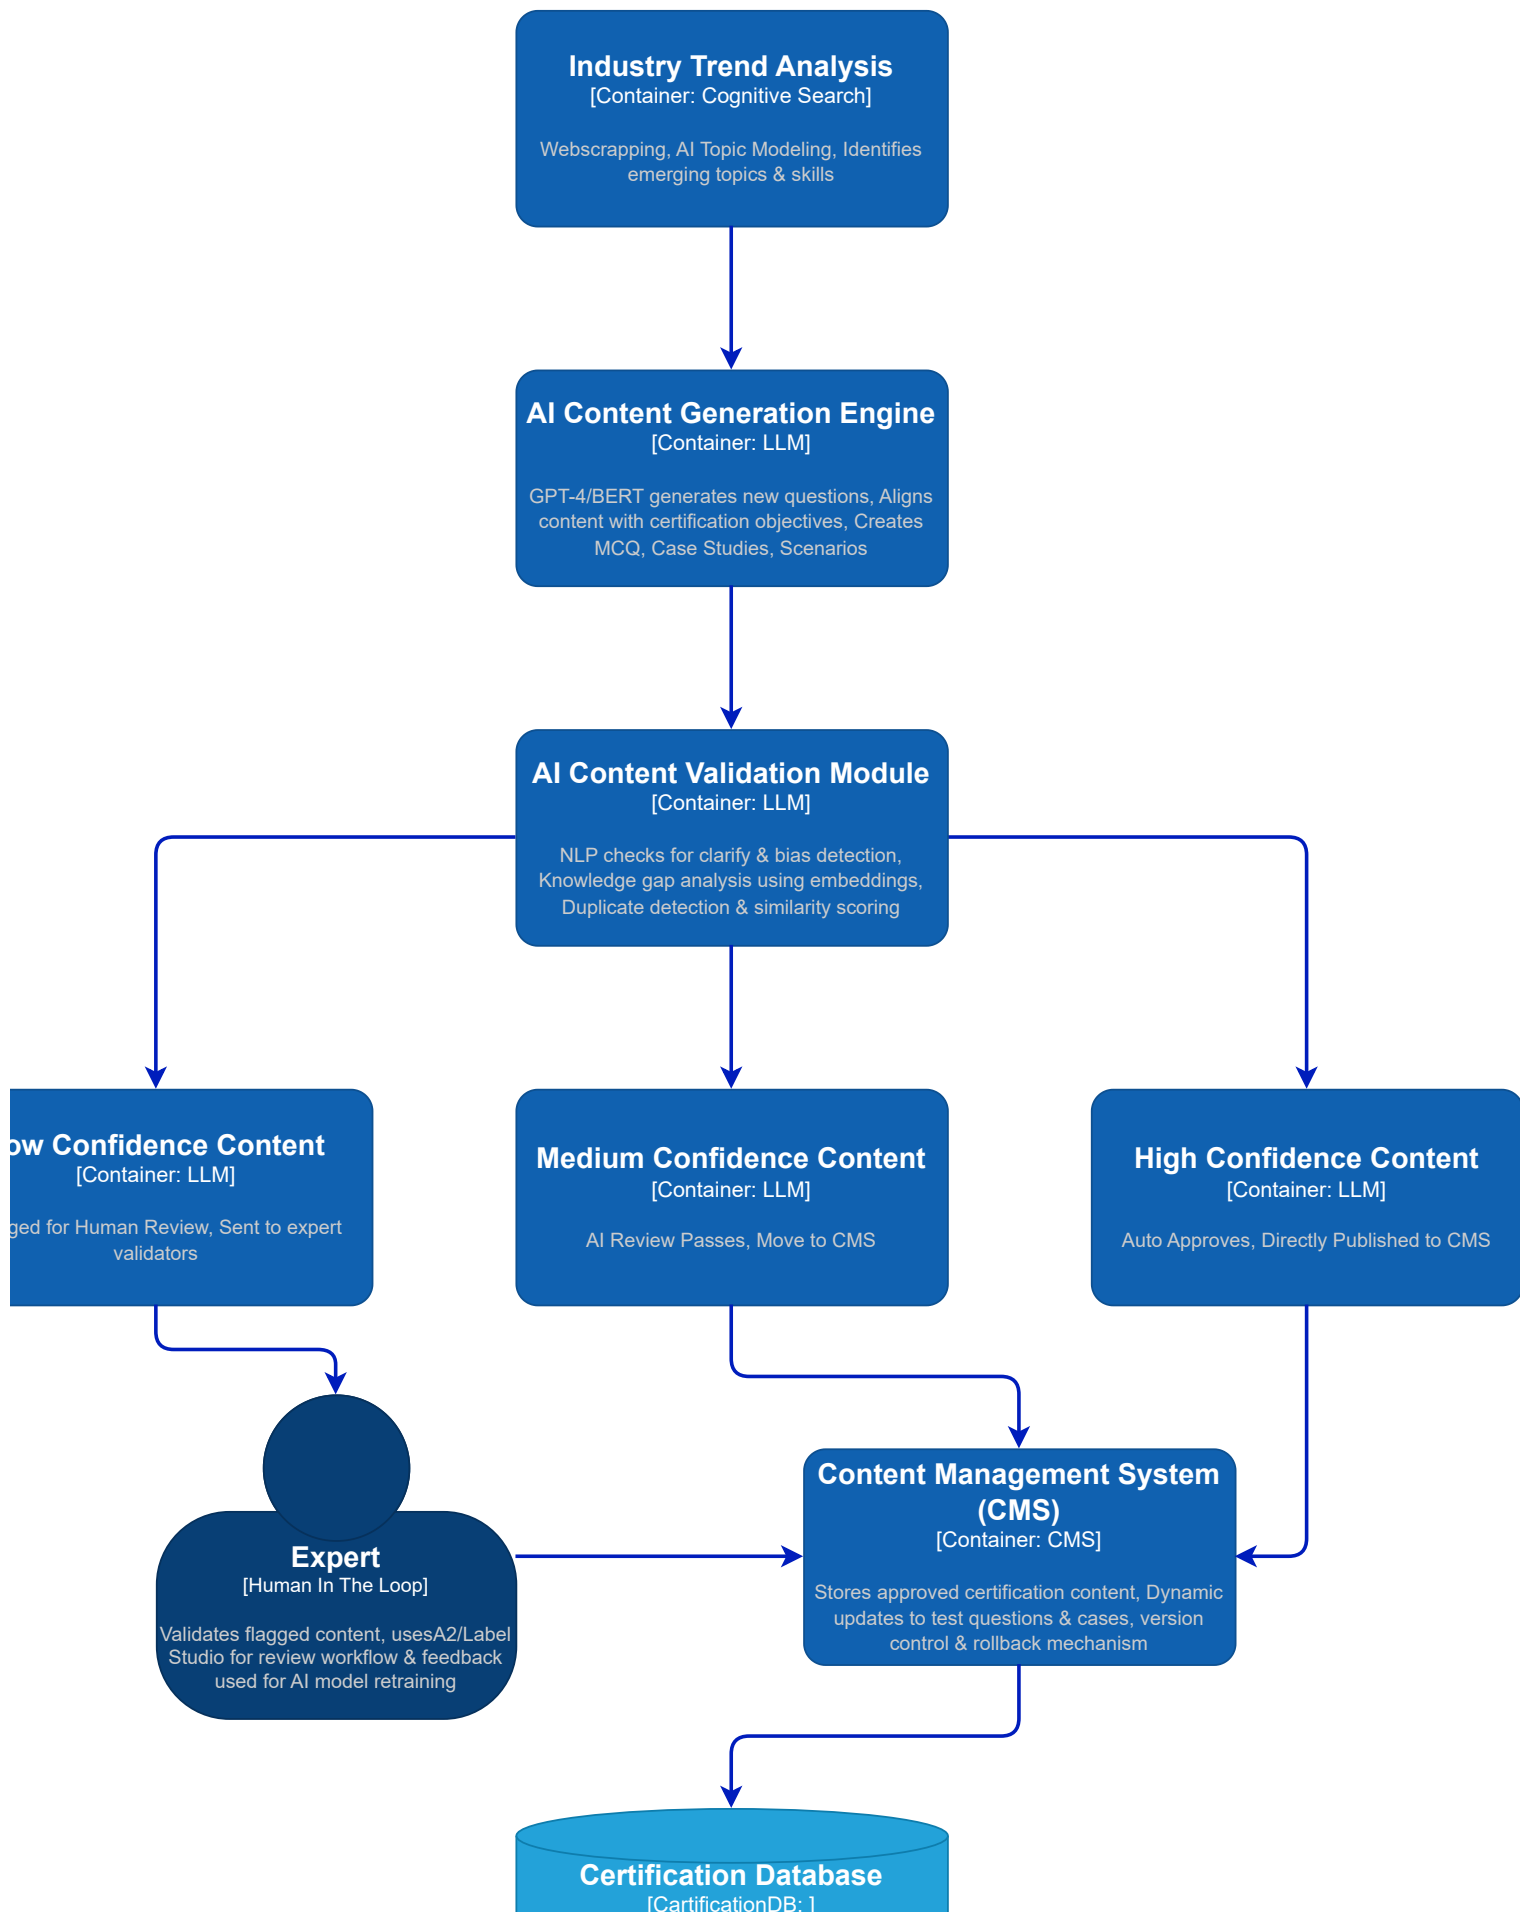 Industry Trend Analysis
[Container: Cognitive Search]
Webscrapping, AI Topic Modeling, Identifies
emerging topics & skills
AI Content Generation Engine
[Container: LLM]
GPT-4/BERT generates new questions, Aligns
content with certification objectives, Creates
MCQ, Case Studies, Scenarios
AI Content Validation Module
[Container: LLM]
NLP checks for clarify & bias detection,
Knowledge gap analysis using embeddings,
Duplicate detection & similarity scoring
ow Confidence Content
[Container: LLM]
ged for Human Review, Sent to expert
validators
Medium Confidence Content
[Container: LLM]
AI Review Passes, Move to CMS
High Confidence Content
[Container: LLM]
Auto Approves, Directly Published to CMS
Expert
[Human In The Loop]
Validates flagged content, usesA2/Label
Studio for review workflow & feedback
used for AI model retraining
Content Management System
(CMS)
[Container: CMS]
Stores approved certification content, Dynamic
updates to test questions & cases, version
control & rollback mechanism
Certification Database
[CartificationDB: ]